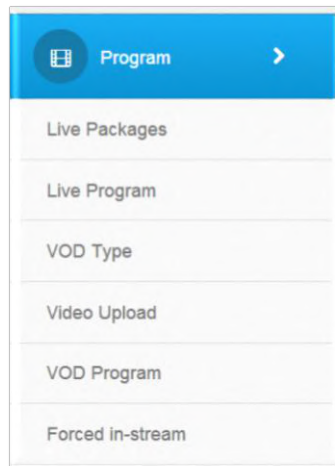 Program
Live Packages
Live Program
VOD Type
Video Upload
VOD Program
Forced in-stream